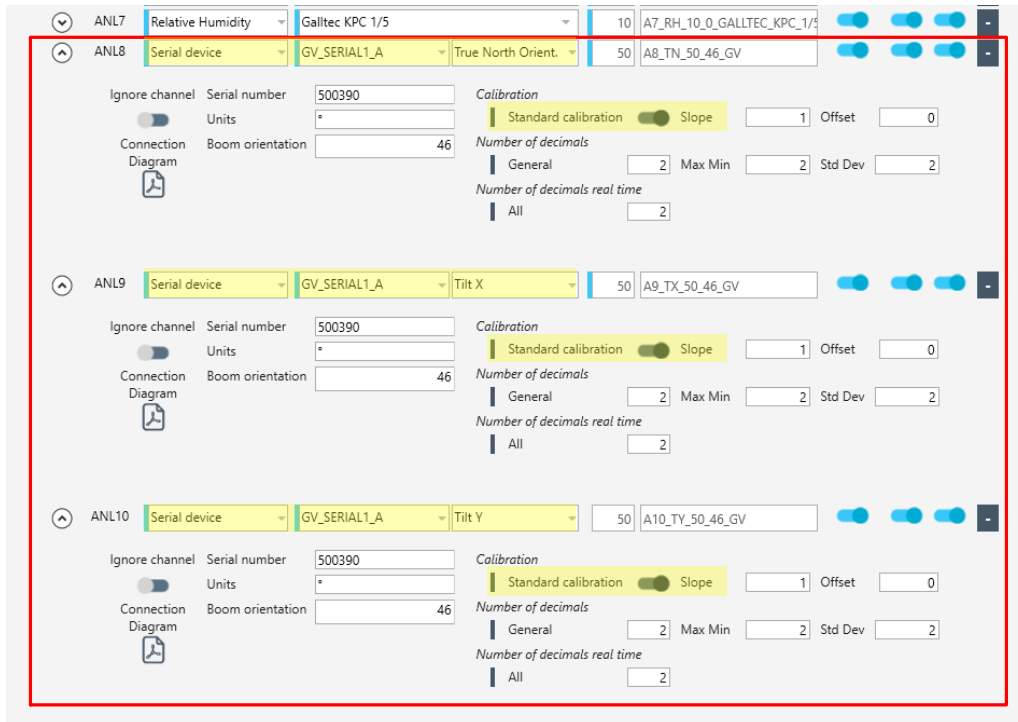 ANL7 Relative Humidity Galltec KPC 1/5 10 A7_RH_10_0_GALLTEC_KPC_1/5 -
ANL8 Serial device GV_SERIAL1_A True North Orient. 50 A8_TN_50_46_GV -
Ignore channel Serial number 500390 Calibration
Units ° Standard calibration Slope 1 Offset 0
Connection Diagram Boom orientation 46 Number of decimals
General 2 Max Min 2 Std Dev 2
Number of decimals real time
All 2
ANL9 Serial device GV_SERIAL1_A Tilt X 50 A9_TX_50_46_GV -
Ignore channel Serial number 500390 Calibration
Units ° Standard calibration Slope 1 Offset 0
Connection Diagram Boom orientation 46 Number of decimals
General 2 Max Min 2 Std Dev 2
Number of decimals real time
All 2
ANL10 Serial device GV_SERIAL1_A Tilt Y 50 A10_TY_50_46_GV -
Ignore channel Serial number 500390 Calibration
Units ° Standard calibration Slope 1 Offset 0
Connection Diagram Boom orientation 46 Number of decimals
General 2 Max Min 2 Std Dev 2
Number of decimals real time
All 2